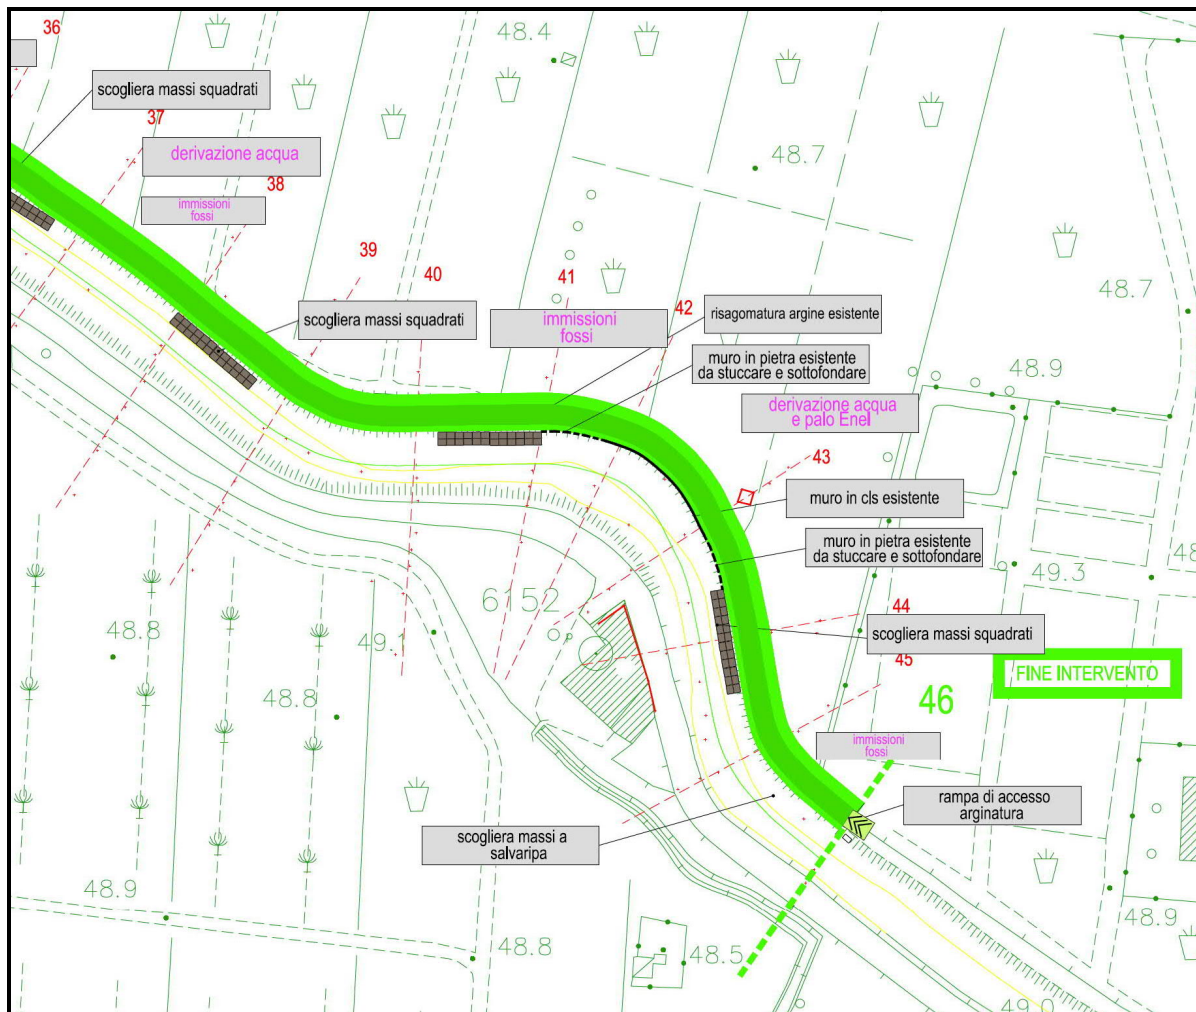 36
48.4
scogliera massi squadrati
37
derivazione acqua
48.7
38
immissioni
fossi
39
40
41
42
48.7
scogliera massi squadrati
immissioni
fossi
risagomatura argine esistente
muro in pietra esistente
da stuccare e sottofondare
48.9
derivazione acqua
e palo Enel
43
muro in cls esistente
muro in pietra esistente
da stuccare e sottofondare
48
49.3
6152
44
48.8
49.1
scogliera massi squadrati
45
FINE INTERVENTO
48.8
46
immissioni
fossi
rampa di accesso
arginatura
scogliera massi a
salvaripa
48.9
48.8
48.5
48.9
49.0